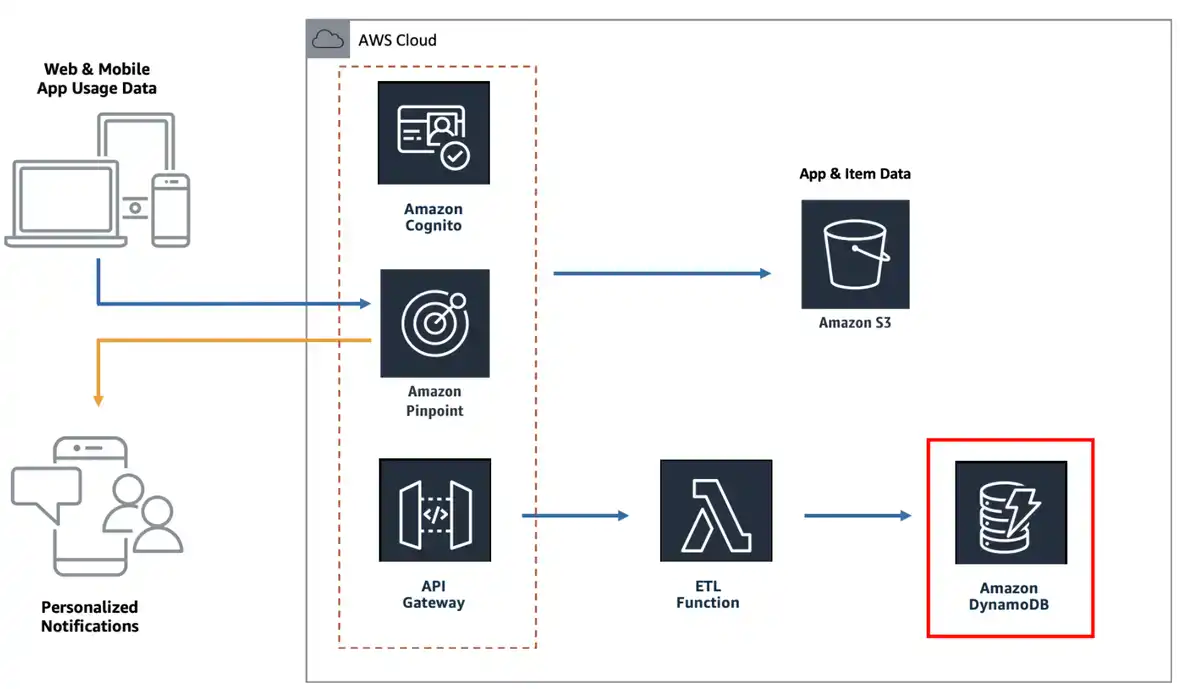 AWS Cloud
Web & Mobile
App Usage Data
Amazon
Cognito
App & Item Data
Amazon S3
Amazon
Pinpoint
API
Gateway
ETL
Function
Amazon
DynamoDB
Personalized
Notifications